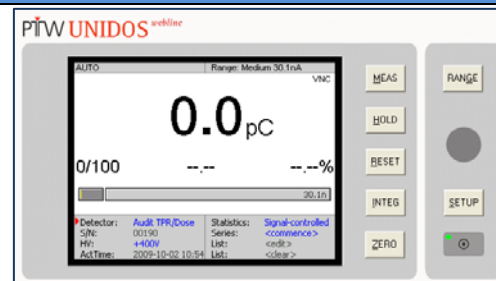 PTW UNIDOS webline
AUTO Range: Medium 30.1nA
VNC
0.0 pC
0/100 --.-- --.--%
30.1n
Detector: Audit TPR/Dose Statistics: Signal-controlled
S/N: 00190 Series: <commence>
HV: +400V List: <edit>
ActTime: 2009-10-02 10:54 List: <clear>
MEAS
HOLD
RESET
INTEG
ZERO
RANGE
SETUP